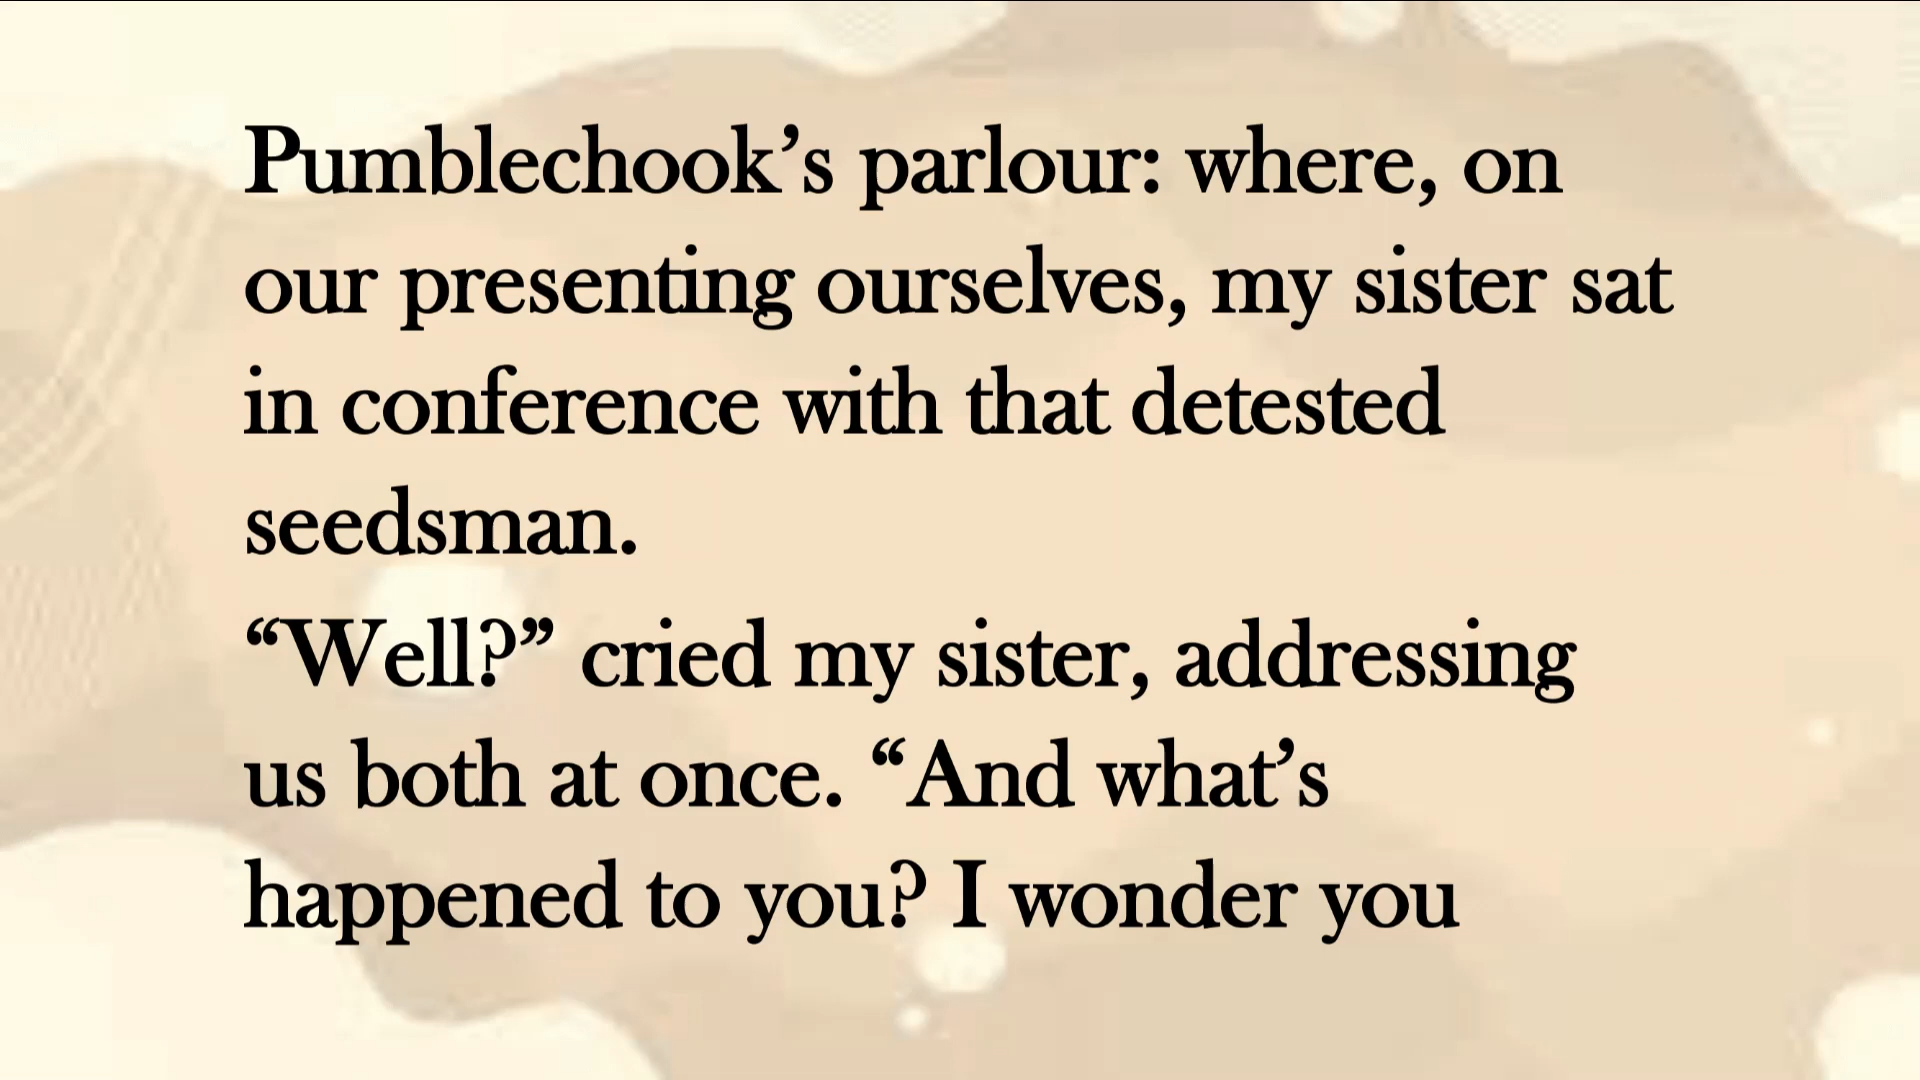 Pumblechook’s parlour: where, on
our presenting ourselves, my sister sat
in conference with that detested
seedsman.
“Well?” cried my sister, addressing
us both at once. “And what’s
happened to you? I wonder you